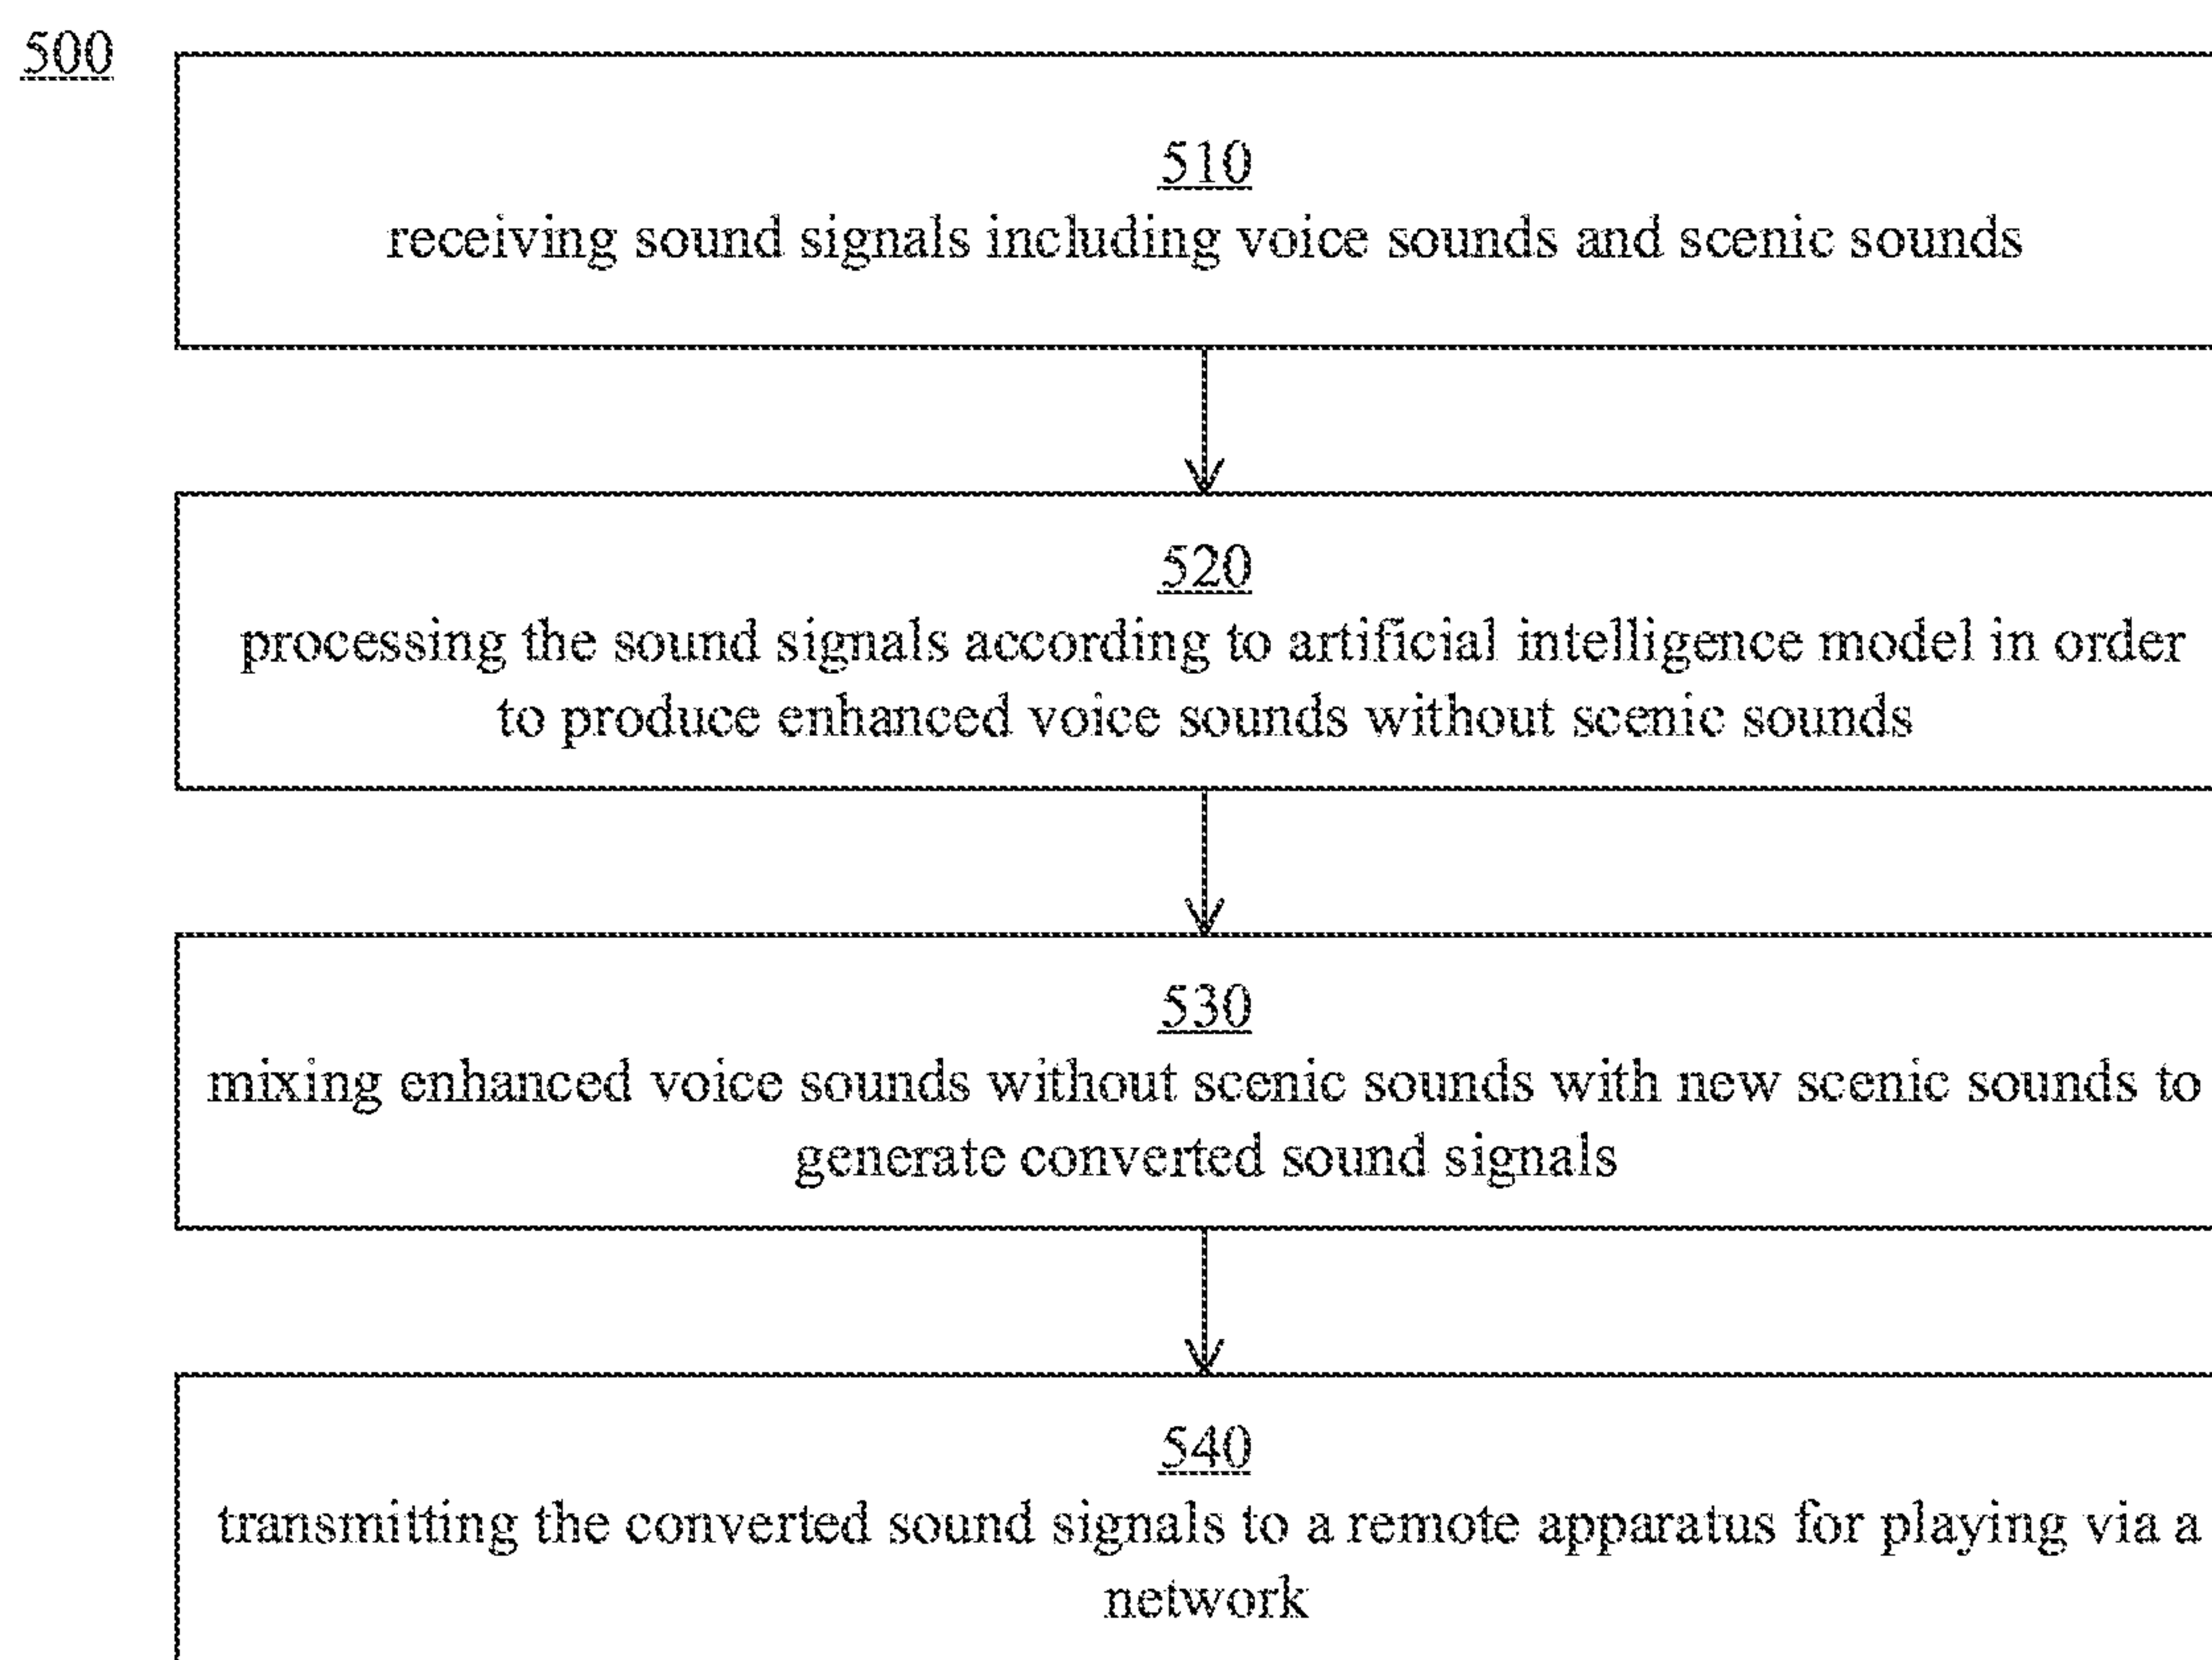 500
510
receiving sound signals including voice sounds and scenic sounds
520
processing the sound signals according to artificial intelligence model in order
to produce enhanced voice sounds without scenic sounds
530
mixing enhanced voice sounds without scenic sounds with new scenic sounds to
generate converted sound signals
540
transmitting the converted sound signals to a remote apparatus for playing via a
network